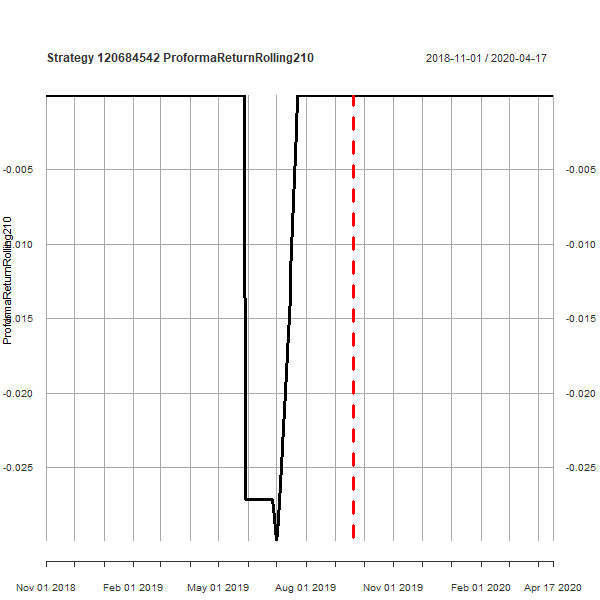 Strategy 120684542 ProformaReturnRolling210
2018-11-01 / 2020-04-17
-0.005 -0.005
-0.010 -0.010
-0.015 -0.015
-0.020 -0.020
-0.025 -0.025
ProformaReturnRolling210
Nov 01 2018 Feb 01 2019 May 01 2019 Aug 01 2019 Nov 01 2019 Feb 01 2020 Apr 17 2020